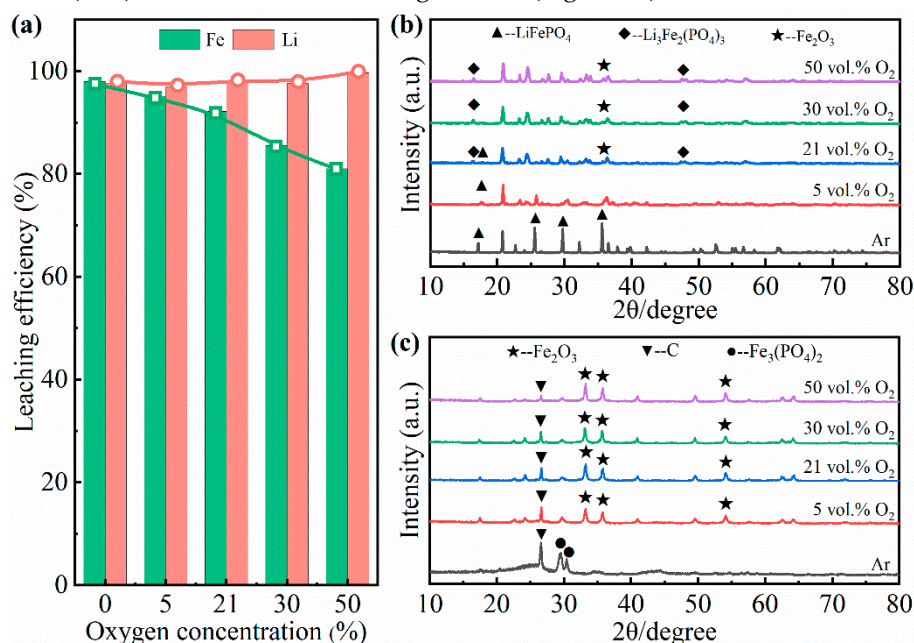 (a)
Fe
Li
100
80
60
40
20
0
0 5 21 30 50
Leaching efficiency (%)
Oxygen concentration (%)
(b)
▲--LiFePO4 ◆--Li3Fe2(PO4)3 ★--Fe2O3
50 vol.% O2
30 vol.% O2
21 vol.% O2
5 vol.% O2
Ar
Intensity (a.u.)
10 20 30 40 50 60 70 80
2θ/degree
(c)
★--Fe2O3 ▼--C ●--Fe3(PO4)2
50 vol.% O2
30 vol.% O2
21 vol.% O2
5 vol.% O2
Ar
Intensity (a.u.)
10 20 30 40 50 60 70 80
2θ/degree